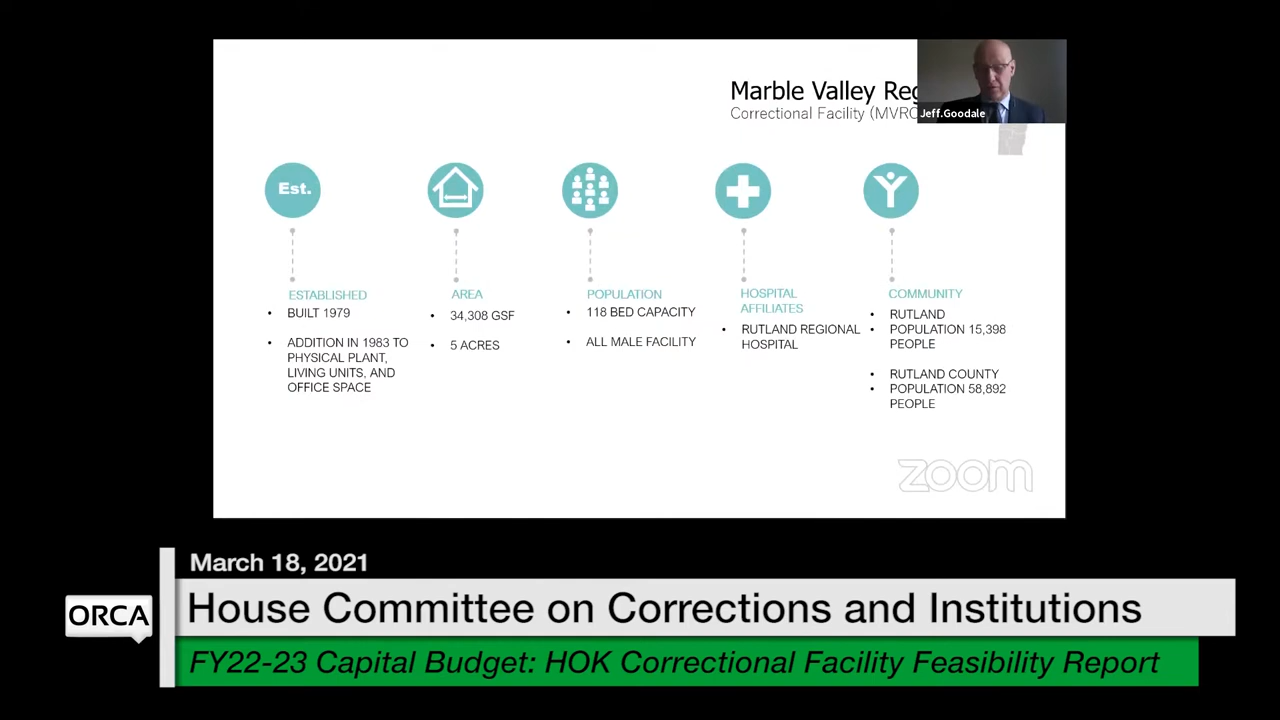 Marble Valley Reg
Correctional Facility (MVRC
Jeff.Goodale
Est.
ESTABLISHED
• BUILT 1979
• ADDITION IN 1983 TO
PHYSICAL PLANT,
LIVING UNITS, AND
OFFICE SPACE
AREA
• 34,308 GSF
• 5 ACRES
POPULATION
• 118 BED CAPACITY
• ALL MALE FACILITY
HOSPITAL
AFFILIATES
• RUTLAND REGIONAL
HOSPITAL
COMMUNITY
• RUTLAND
• POPULATION 15,398
PEOPLE
• RUTLAND COUNTY
• POPULATION 58,892
PEOPLE
zoom
March 18, 2021
ORCA
House Committee on Corrections and Institutions
FY22-23 Capital Budget: HOK Correctional Facility Feasibility Report